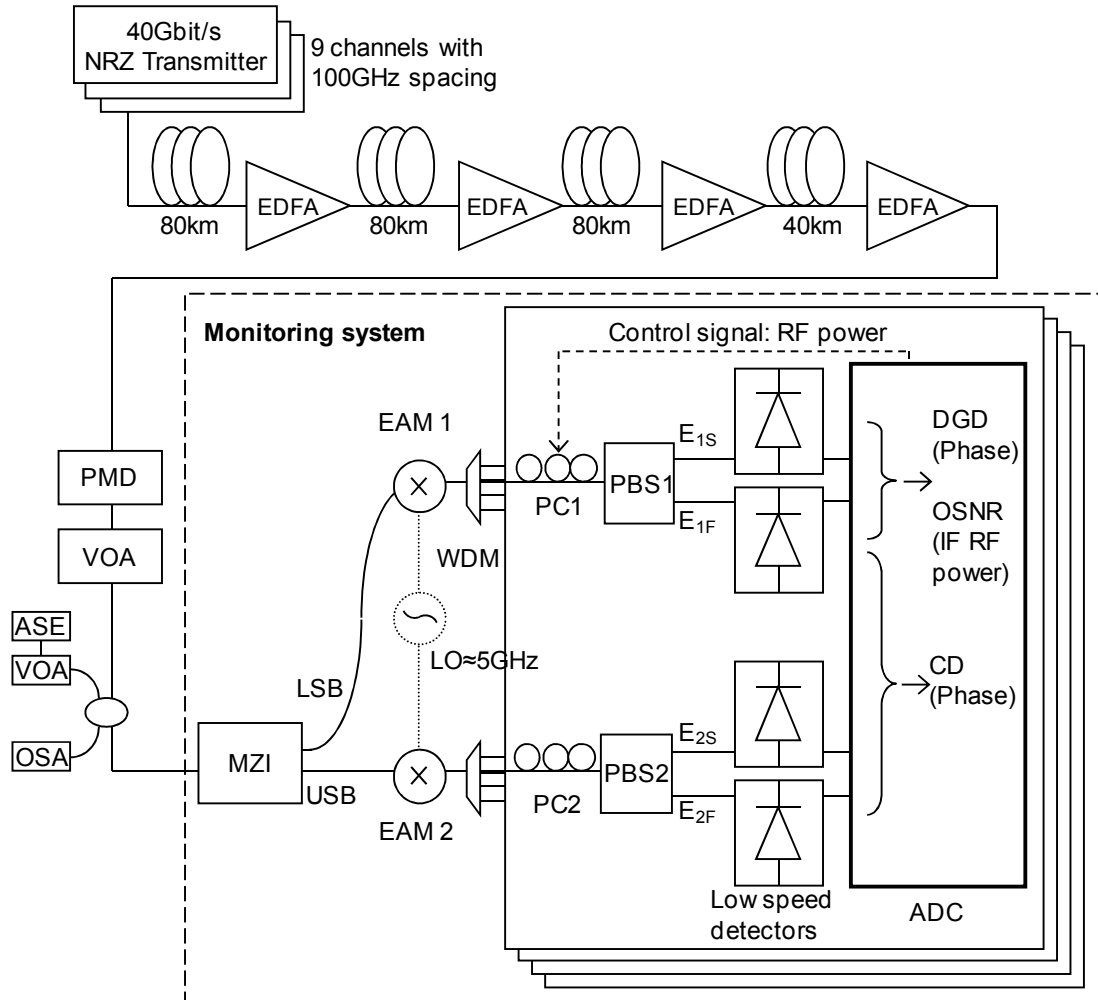 40Gbit/s
NRZ Transmitter
9 channels with
100GHz spacing
EDFA
EDFA
EDFA
EDFA
80km
80km
80km
40km
Monitoring system
Control signal: RF power
EAM 1
E1S
DGD
(Phase)
PMD
PC1
PBS1
E1F
OSNR
(IF RF
power)
VOA
WDM
ASE
VOA
LO≈5GHz
LSB
CD
(Phase)
OSA
MZI
USB
PBS2
E2S
EAM 2
PC2
E2F
Low speed
detectors
ADC